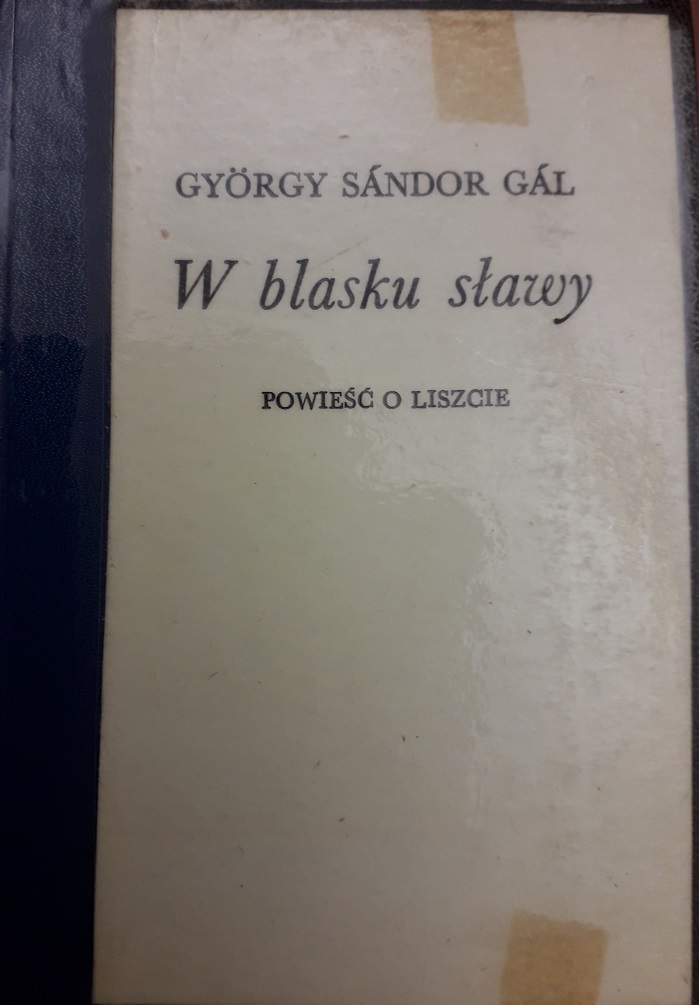 GYÖRGY SÁNDOR GÁL
W blasku sławy
POWIEŚĆ O LISZCIE